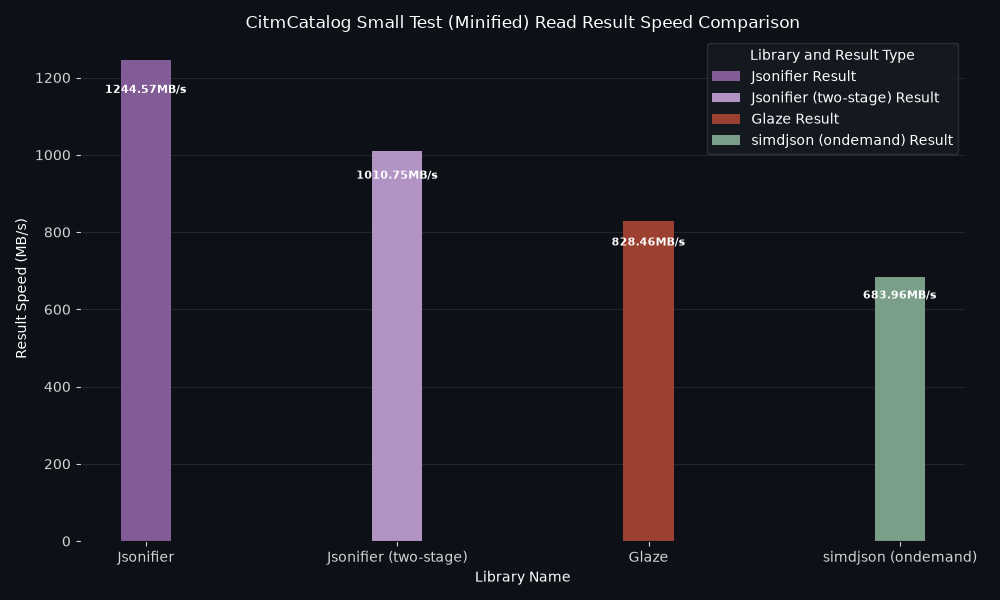 CitmCatalog Small Test (Minified) Read Result Speed Comparison
Library and Result Type
Jsonifier Result
Jsonifier (two-stage) Result
Glaze Result
simdjson (ondemand) Result
Result Speed (MB/s)
1200
1000
800
600
400
200
0
1244.57MB/s
1010.75MB/s
828.46MB/s
683.96MB/s
Jsonifier
Jsonifier (two-stage)
Glaze
simdjson (ondemand)
Library Name